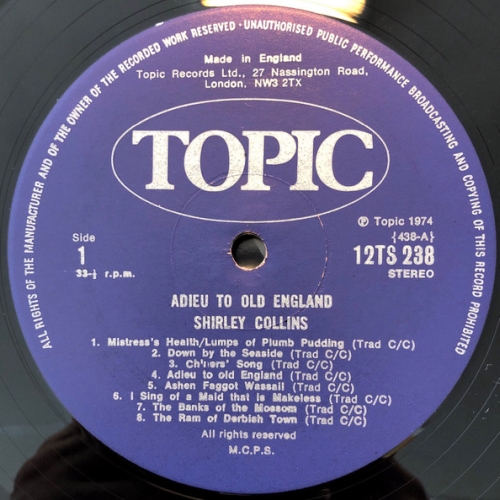 ALL RIGHTS OF THE MANUFACTURER AND OF THE OWNER OF THE RECORDED WORK RESERVED · UNAUTHORISED PUBLIC PERFORMANCE BROADCASTING AND COPYING OF THIS RECORD PROHIBITED
Made in England
Topic Records Ltd., 27 Nassington Road,
London. NW3 2TX
TOPIC
℗ Topic 1974
Side
1
33-⅓ r.p.m.
{438-A}
12TS 238
STEREO
ADIEU TO OLD ENGLAND
SHIRLEY COLLINS
1. Mistress's Health/Lumps of Plumb Pudding (Trad C/C)
2. Down by the Seaside (Trad C/C)
3. Ch'ners' Song (Trad C/C)
4. Adieu to old England (Trad C/C)
5. Ashen Faggot Wassail (Trad C/C)
6. I Sing of a Maid that is Makeless (Trad C/C)
7. The Banks of the Mossom (Trad C/C)
8. The Ram of Derbish Town (Trad C/C)
All rights reserved
M.C.P.S.